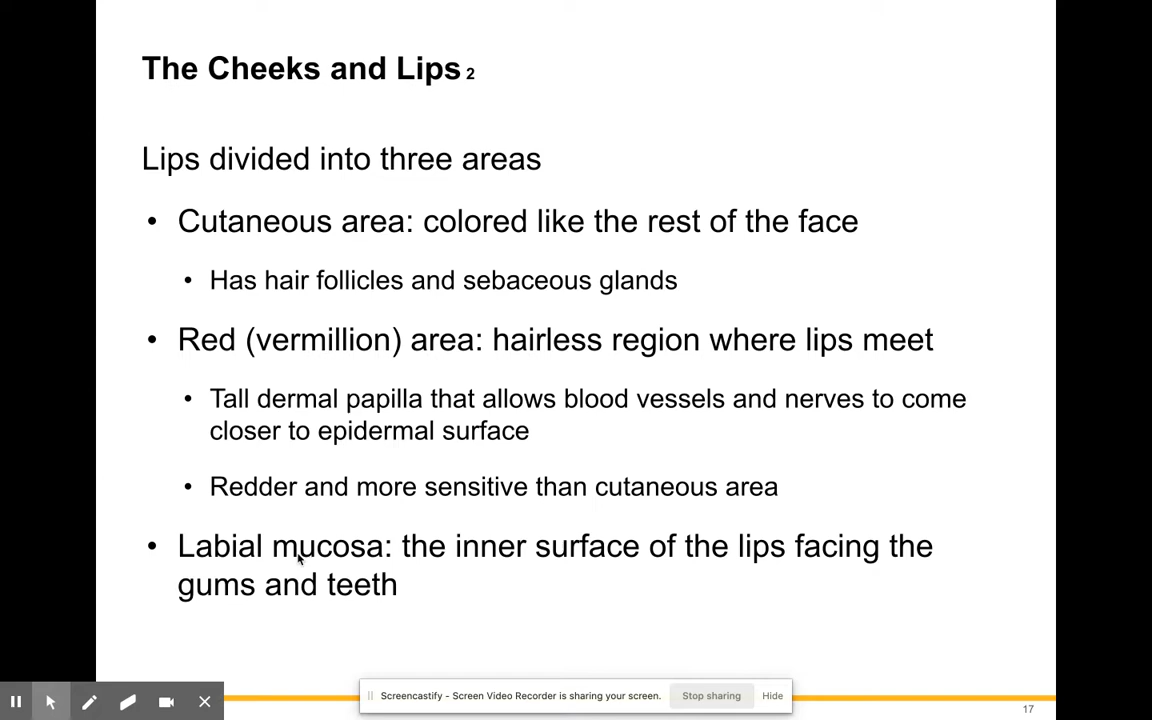 The Cheeks and Lips 2
Lips divided into three areas
• Cutaneous area: colored like the rest of the face
• Has hair follicles and sebaceous glands
• Red (vermillion) area: hairless region where lips meet
• Tall dermal papilla that allows blood vessels and nerves to come
closer to epidermal surface
• Redder and more sensitive than cutaneous area
• Labial mucosa: the inner surface of the lips facing the
gums and teeth
Screencastify - Screen Video Recorder is sharing your screen. Stop sharing Hide
17